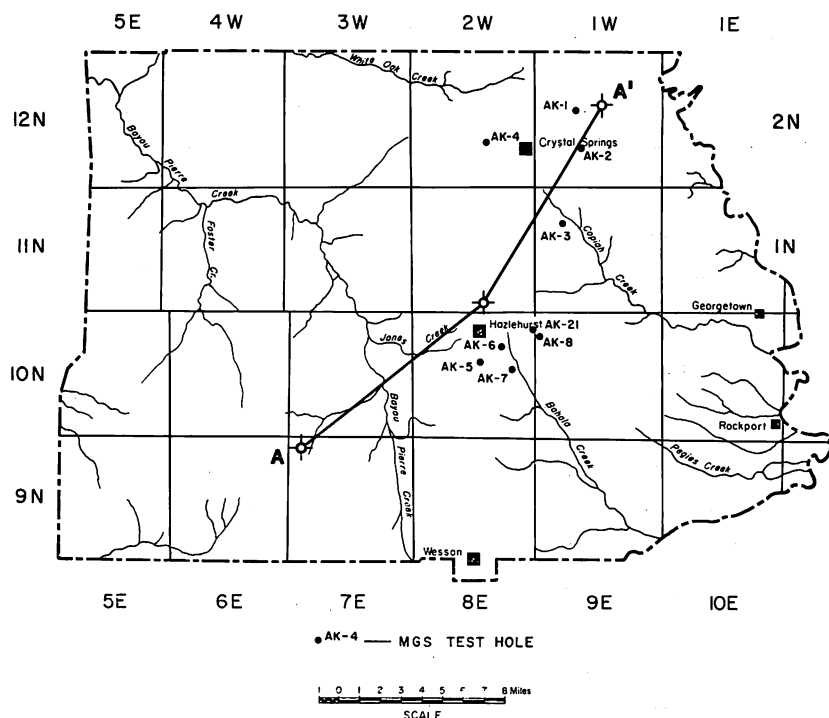 5E 4W 3W 2W 1W 1E
White Oak Creek
A'
AK-1
12N
2N
AK-4
Crystal Springs
AK-2
Bayou Pierre Creek
Foster Cr.
11N
AK-3
Copiah Creek
1N
Georgetown
Hazlehurst AK-21
Jones Creek
AK-6
AK-8
10N
AK-5
AK-7
Bayou Pierre Creek
Bahala Creek
Rockport
A
Pegies Creek
9N
Wesson
5E 6E 7E 8E 9E 10E
AK-4 — MGS TEST HOLE
1 0 1 2 3 4 5 6 7 8 Miles
SCALE